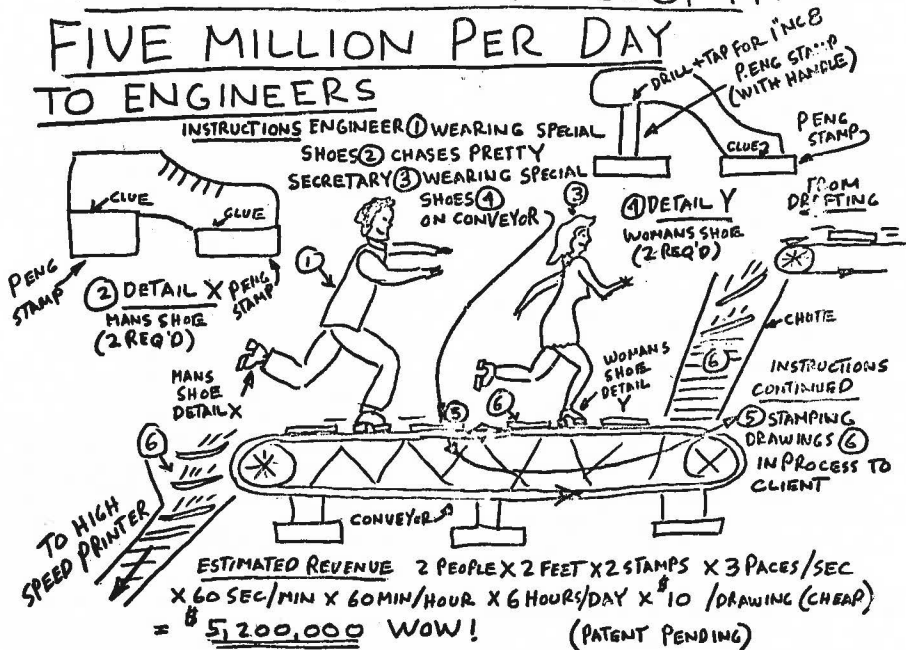 FIVE MILLION PER DAY
TO ENGINEERS
DRILL + TAP FOR 1"NC8
PENG STAMP
(WITH HANDLE)
PENG
STAMP
GLUE
INSTRUCTIONS ENGINEER ① WEARING SPECIAL
SHOES ② CHASES PRETTY
SECRETARY ③ WEARING SPECIAL
SHOES ④
ON CONVEYOR
GLUE
GLUE
PENG
STAMP
② DETAIL X
MANS SHOE
(2 REQ'D)
PENG
STAMP
①
③
④ DETAIL Y
WOMANS SHOE
(2 REQ'D)
FROM
DRAFTING
CHUTE
⑥
MANS
SHOE
DETAIL X
WOMANS
SHOE
DETAIL
Y
⑤
⑥
INSTRUCTIONS
CONTINUED
⑤ STAMPING
DRAWINGS ⑥
IN PROCESS TO
CLIENT
⑥
TO HIGH
SPEED PRINTER
CONVEYOR
ESTIMATED REVENUE 2 PEOPLE X 2 FEET X 2 STAMPS X 3 PACES/SEC
X 60 SEC/MIN X 60 MIN/HOUR X 6 HOURS/DAY X $10 /DRAWING (CHEAP)
= $ 5,200,000 WOW!
(PATENT PENDING)